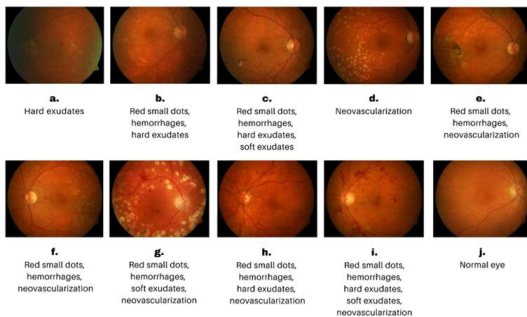 a.
Hard exudates
b.
Red small dots,
hemorrhages,
hard exudates
c.
Red small dots,
hemorrhages,
hard exudates,
soft exudates
d.
Neovascularization
e.
Red small dots,
hemorrhages,
neovascularization
f.
Red small dots,
hemorrhages,
neovascularization
g.
Red small dots,
hemorrhages,
soft exudates,
neovascularization
h.
Red small dots,
hemorrhages,
hard exudates,
neovascularization
i.
Red small dots,
hemorrhages,
hard exudates,
soft exudates,
neovascularization
j.
Normal eye